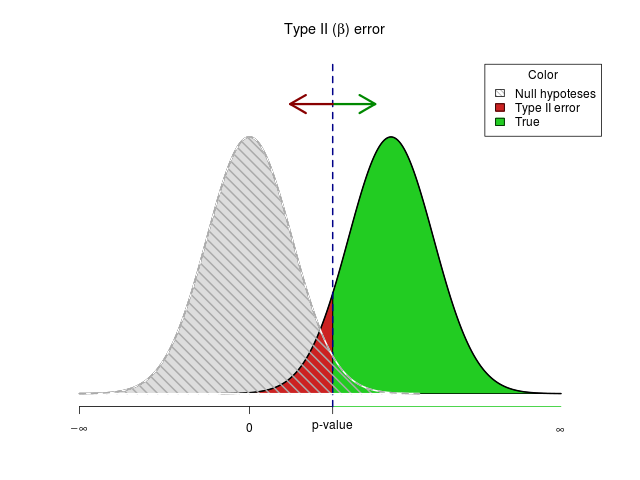 Type II (β) error
Color
Null hypoteses
Type II error
True
−∞
0
p-value
∞